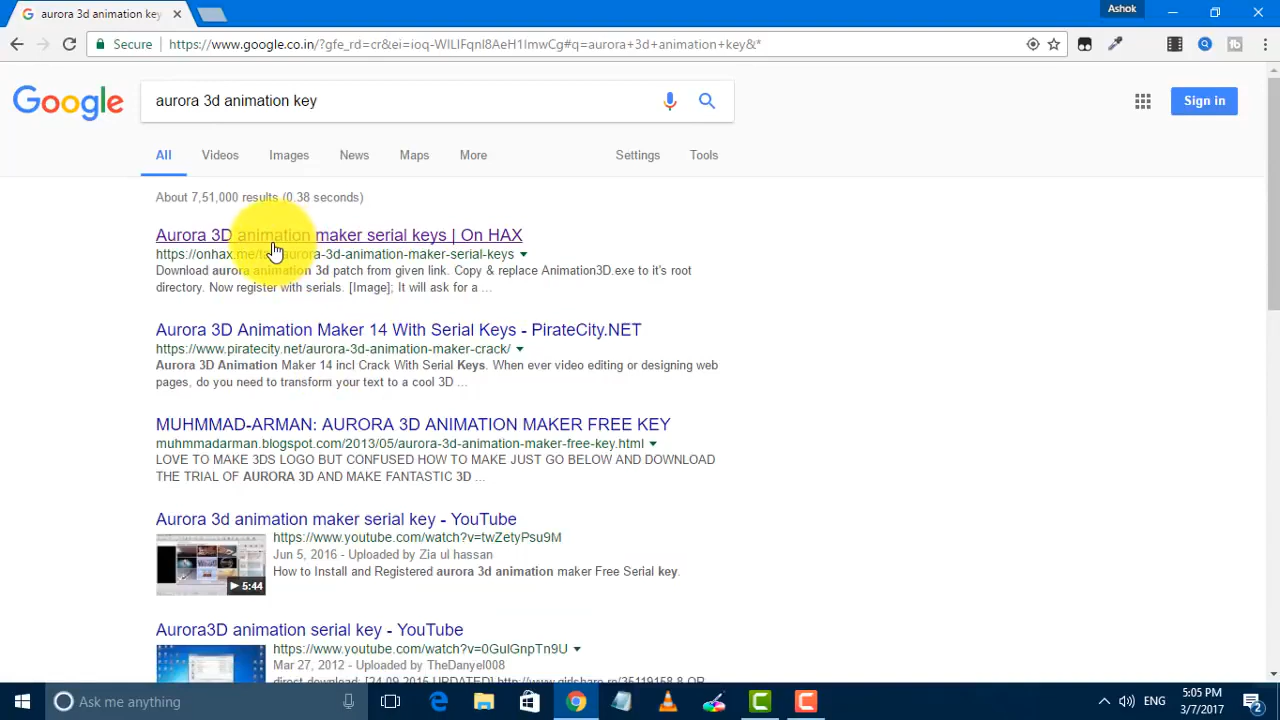 aurora 3d animation key
Ashok
Secure
https://www.google.co.in/?gfe_rd=cr&ei=ioq-WLIFqnI8AeH1ImwCg#q=aurora+3d+animation+key&*
Google
aurora 3d animation key
Sign in
All Videos Images News Maps More Settings Tools
About 7,51,000 results (0.38 seconds)
Aurora 3D animation maker serial keys | On HAX
aurora-3d-animation-maker-serial-keys
Download aurora animation 3d patch from given link. Copy & replace Animation3D.exe to it's root
directory. Now register with serials. [Image]; It will ask for a ...
Aurora 3D Animation Maker 14 With Serial Keys - PirateCity.NET
https://www.piratecity.net/aurora-3d-animation-maker-crack/
Aurora 3D Animation Maker 14 incl Crack With Serial Keys. When ever video editing or designing web
pages, do you need to transform your text to a cool 3D ...
MUHMMAD-ARMAN: AURORA 3D ANIMATION MAKER FREE KEY
muhmmadarman.blogspot.com/2013/05/aurora-3d-animation-maker-free-key.html
LOVE TO MAKE 3DS LOGO BUT CONFUSED HOW TO MAKE JUST GO BELOW AND DOWNLOAD
THE TRIAL OF AURORA 3D AND MAKE FANTASTIC 3D ...
Aurora 3d animation maker serial key - YouTube
https://www.youtube.com/watch?v=twZetyPsu9M
Jun 5, 2016 - Uploaded by Zia ul hassan
How to Install and Registered aurora 3d animation maker Free Serial key.
5:44
Aurora3D animation serial key - YouTube
https://www.youtube.com/watch?v=0GulGnpTn9U
Mar 27, 2012 - Uploaded by TheDanyel008
Ask me anything
ENG
5:05 PM
3/7/2017
2